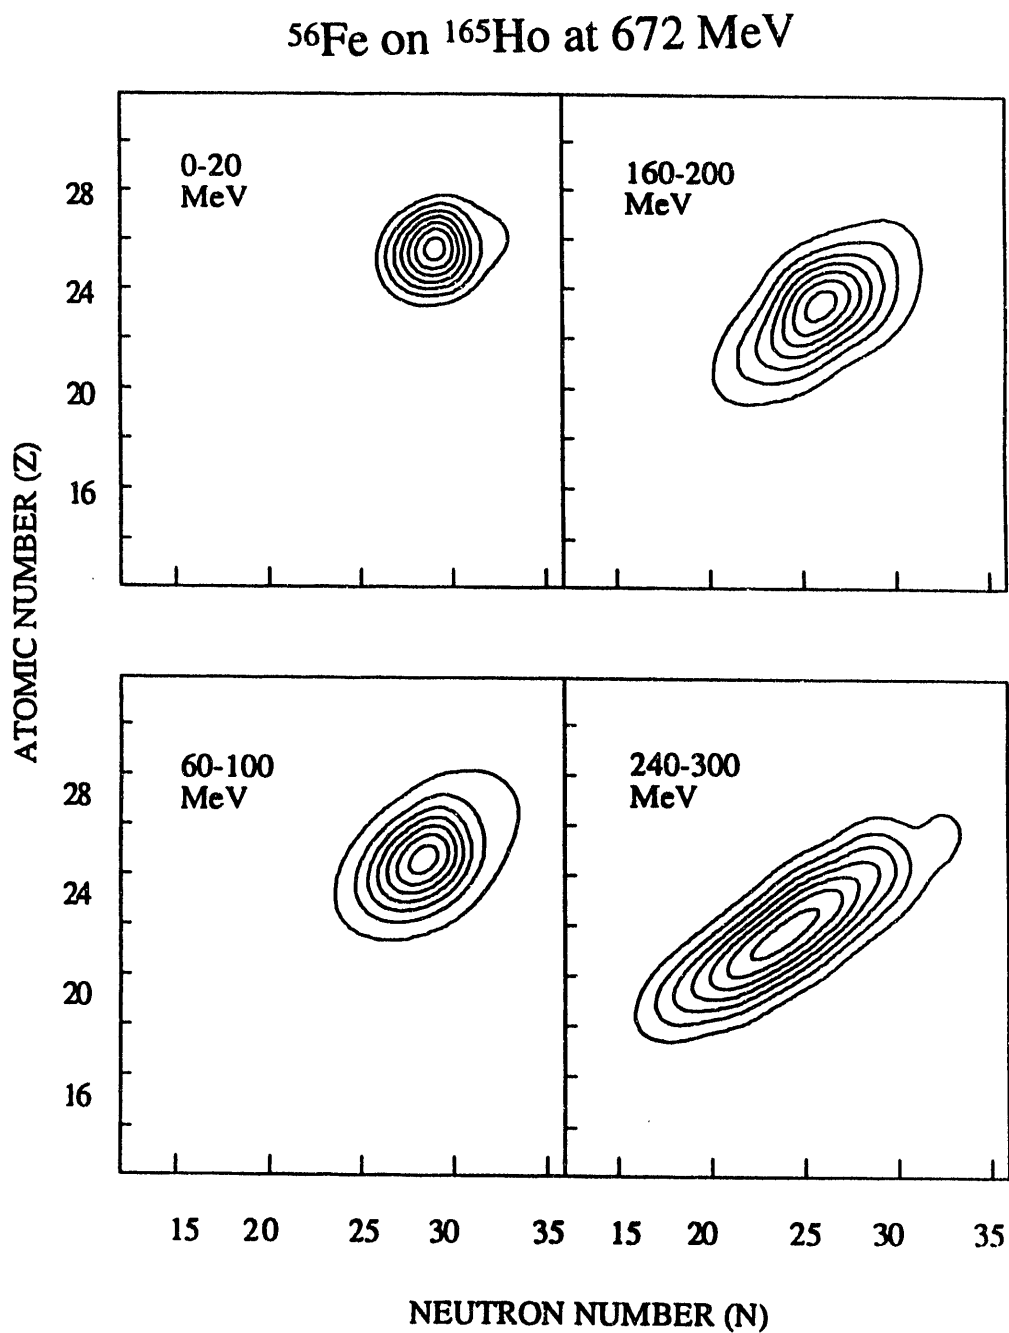 ⁵⁶Fe on ¹⁶⁵Ho at 672 MeV
0-20
MeV
160-200
MeV
28
24
20
16
ATOMIC NUMBER (Z)
60-100
MeV
240-300
MeV
28
24
20
16
15 20 25 30 35 15 20 25 30 35
NEUTRON NUMBER (N)